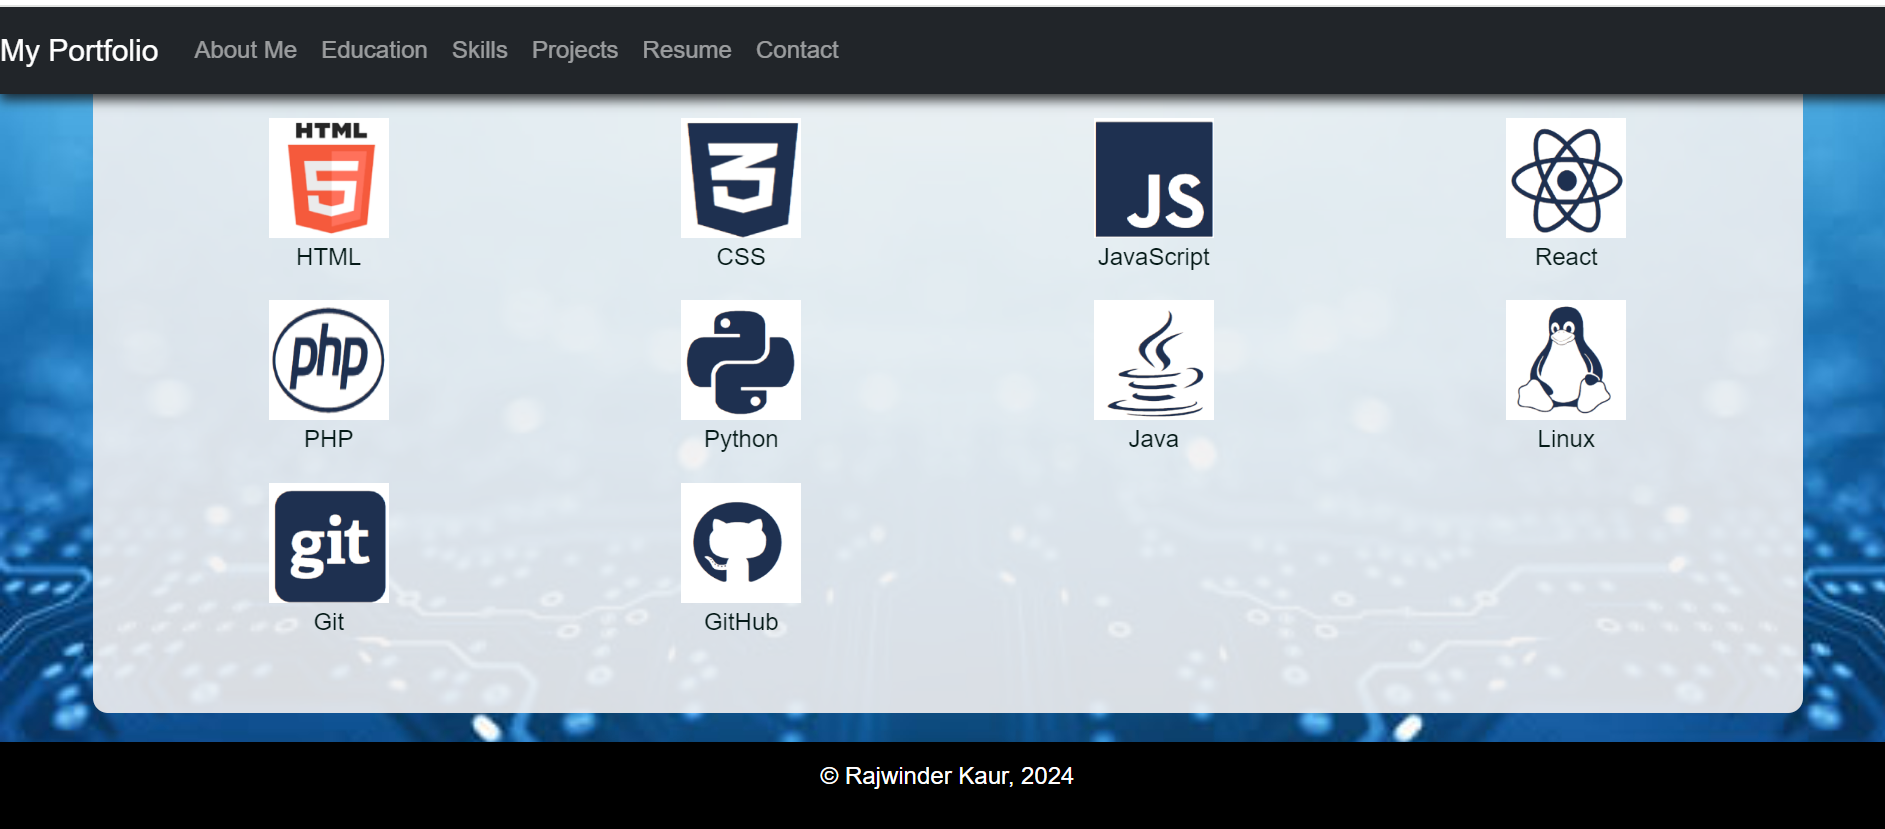 My Portfolio About Me Education Skills Projects Resume Contact
HTML
5
3
JS
HTML CSS JavaScript React
php
PHP Python Java Linux
git
Git GitHub
© Rajwinder Kaur, 2024